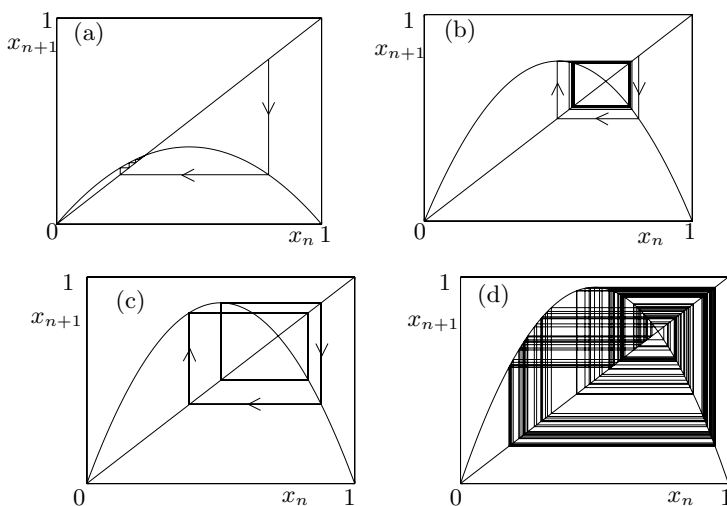 1
(a)
x_{n+1}
0
x_n
1
1
(b)
x_{n+1}
0
x_n
1
1
(c)
x_{n+1}
0
x_n
1
1
(d)
x_{n+1}
0
x_n
1